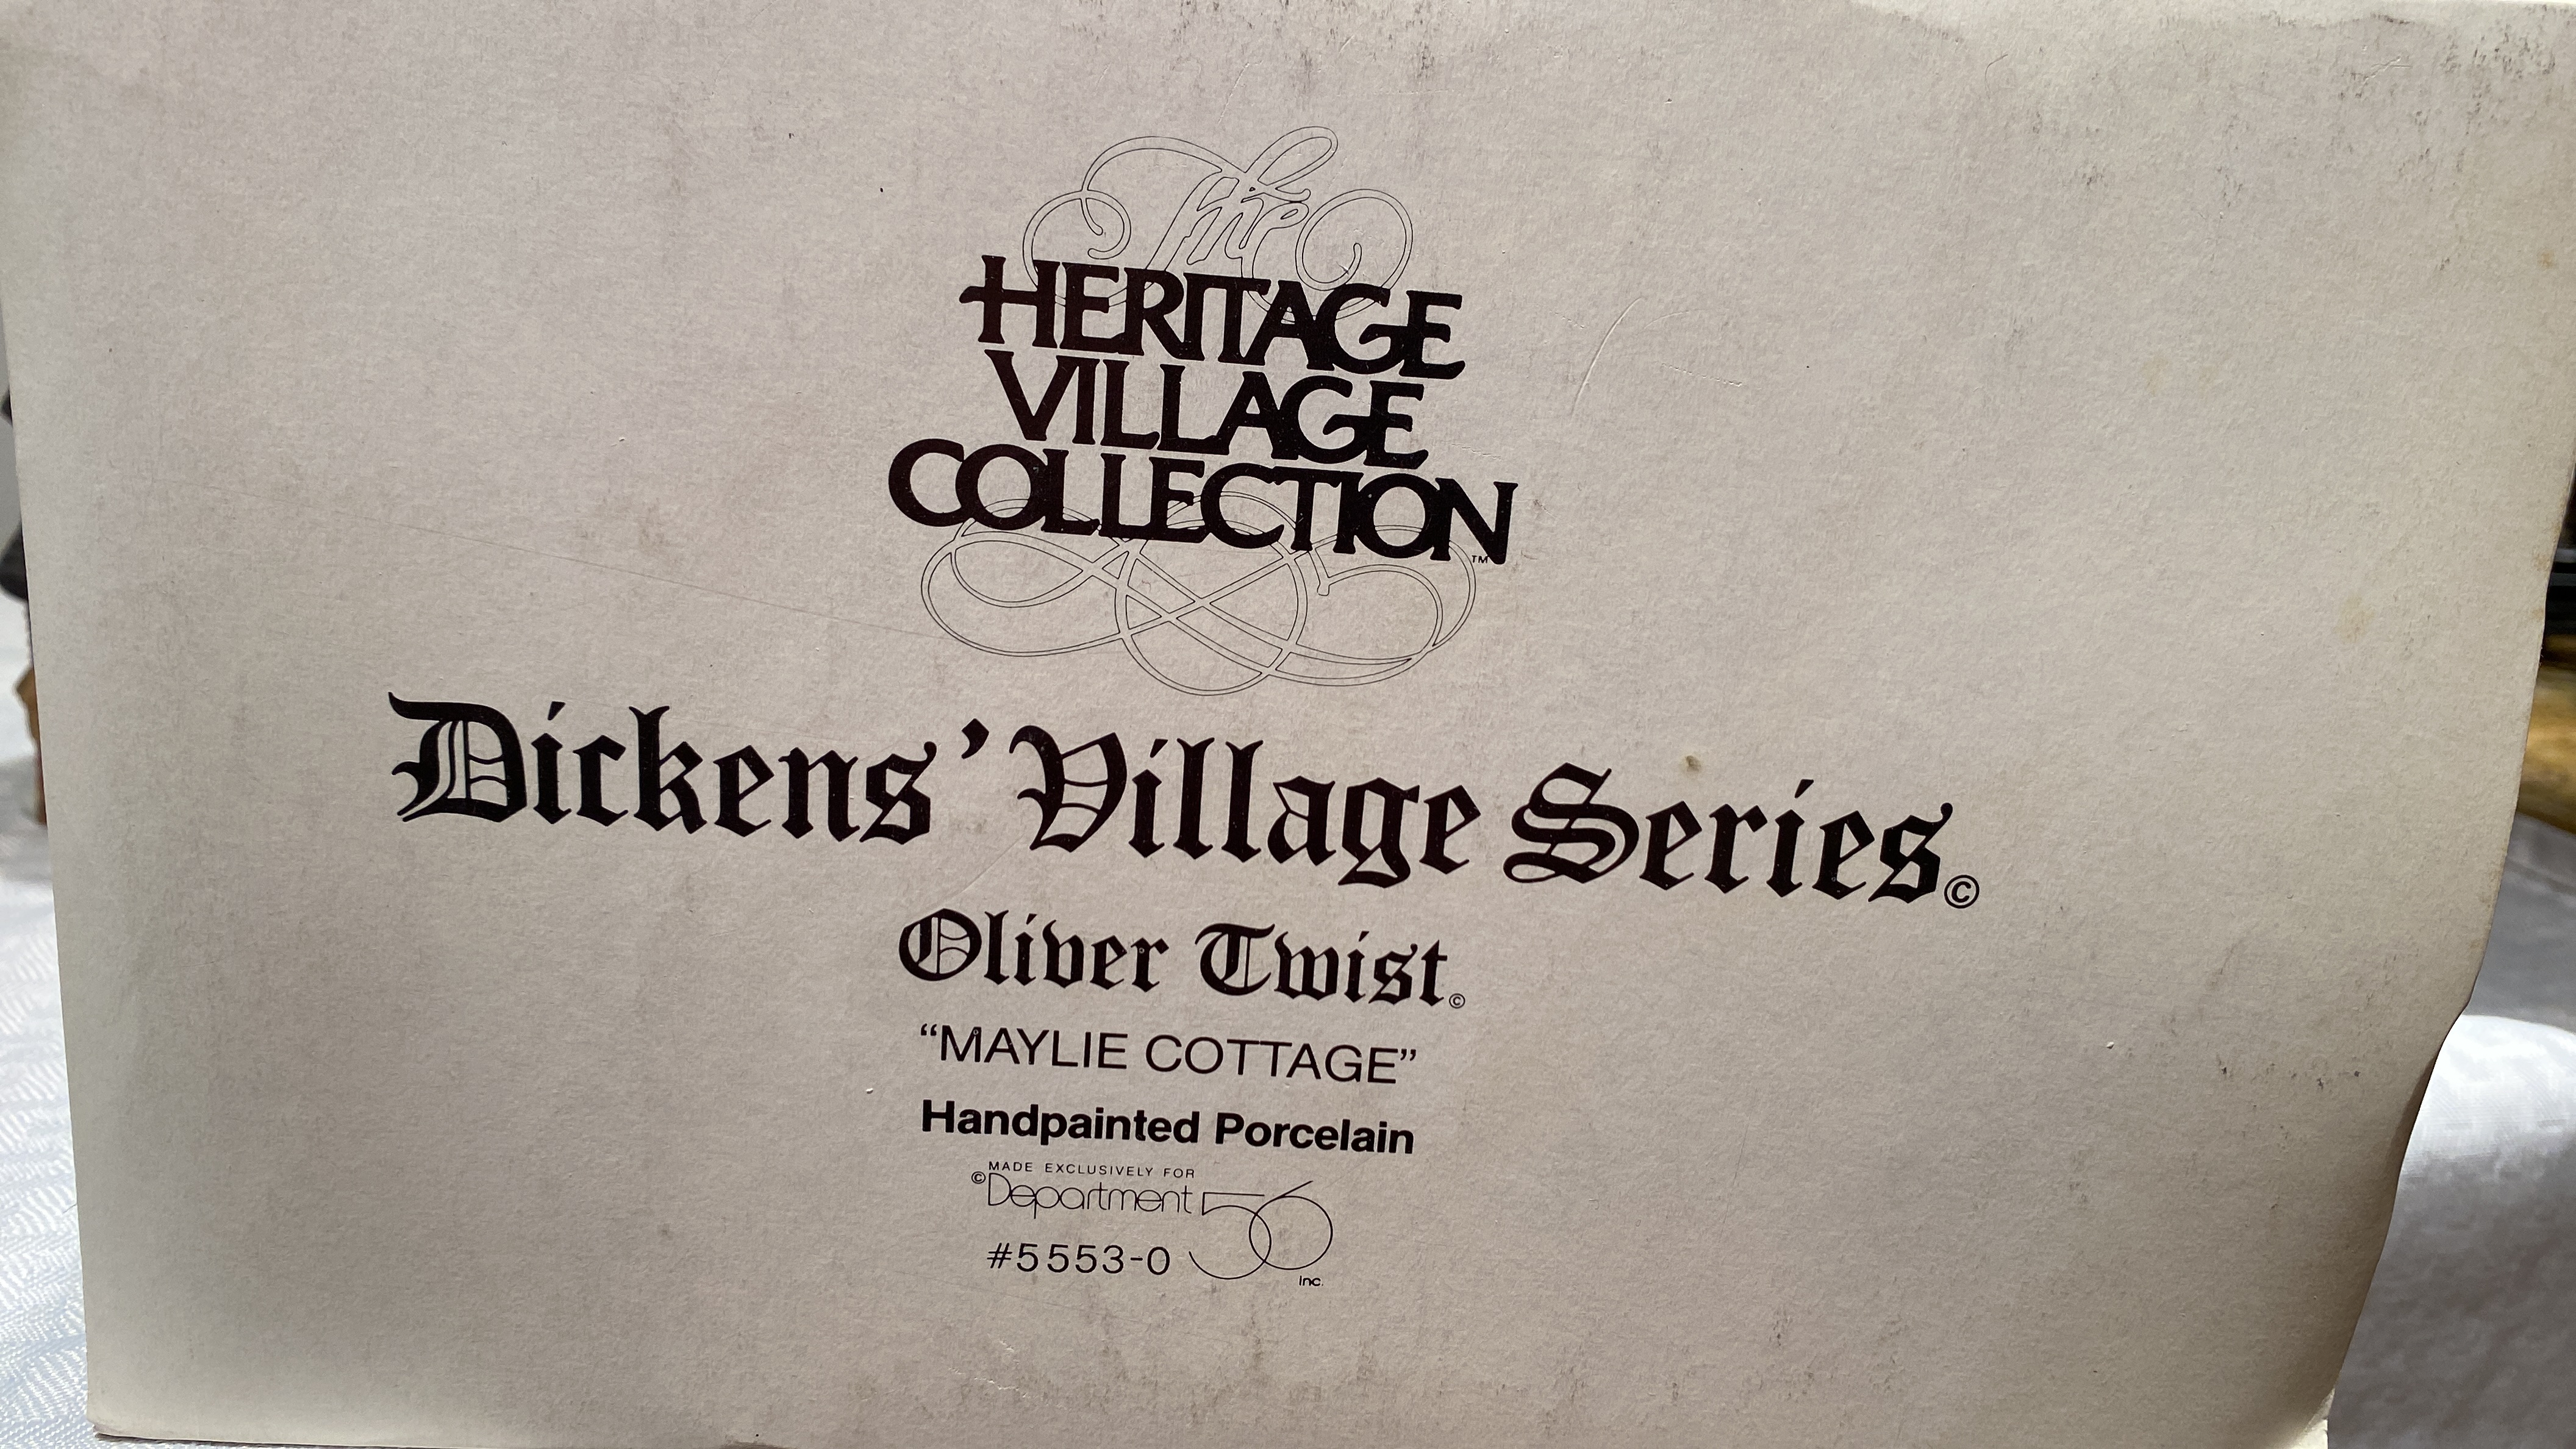 The
HERITAGE
VILLAGE
COLLECTION™
Dickens' Village Series©
Oliver Twist©
“MAYLIE COTTAGE”
Handpainted Porcelain
MADE EXCLUSIVELY FOR
©Department 56
#5553-0
Inc.